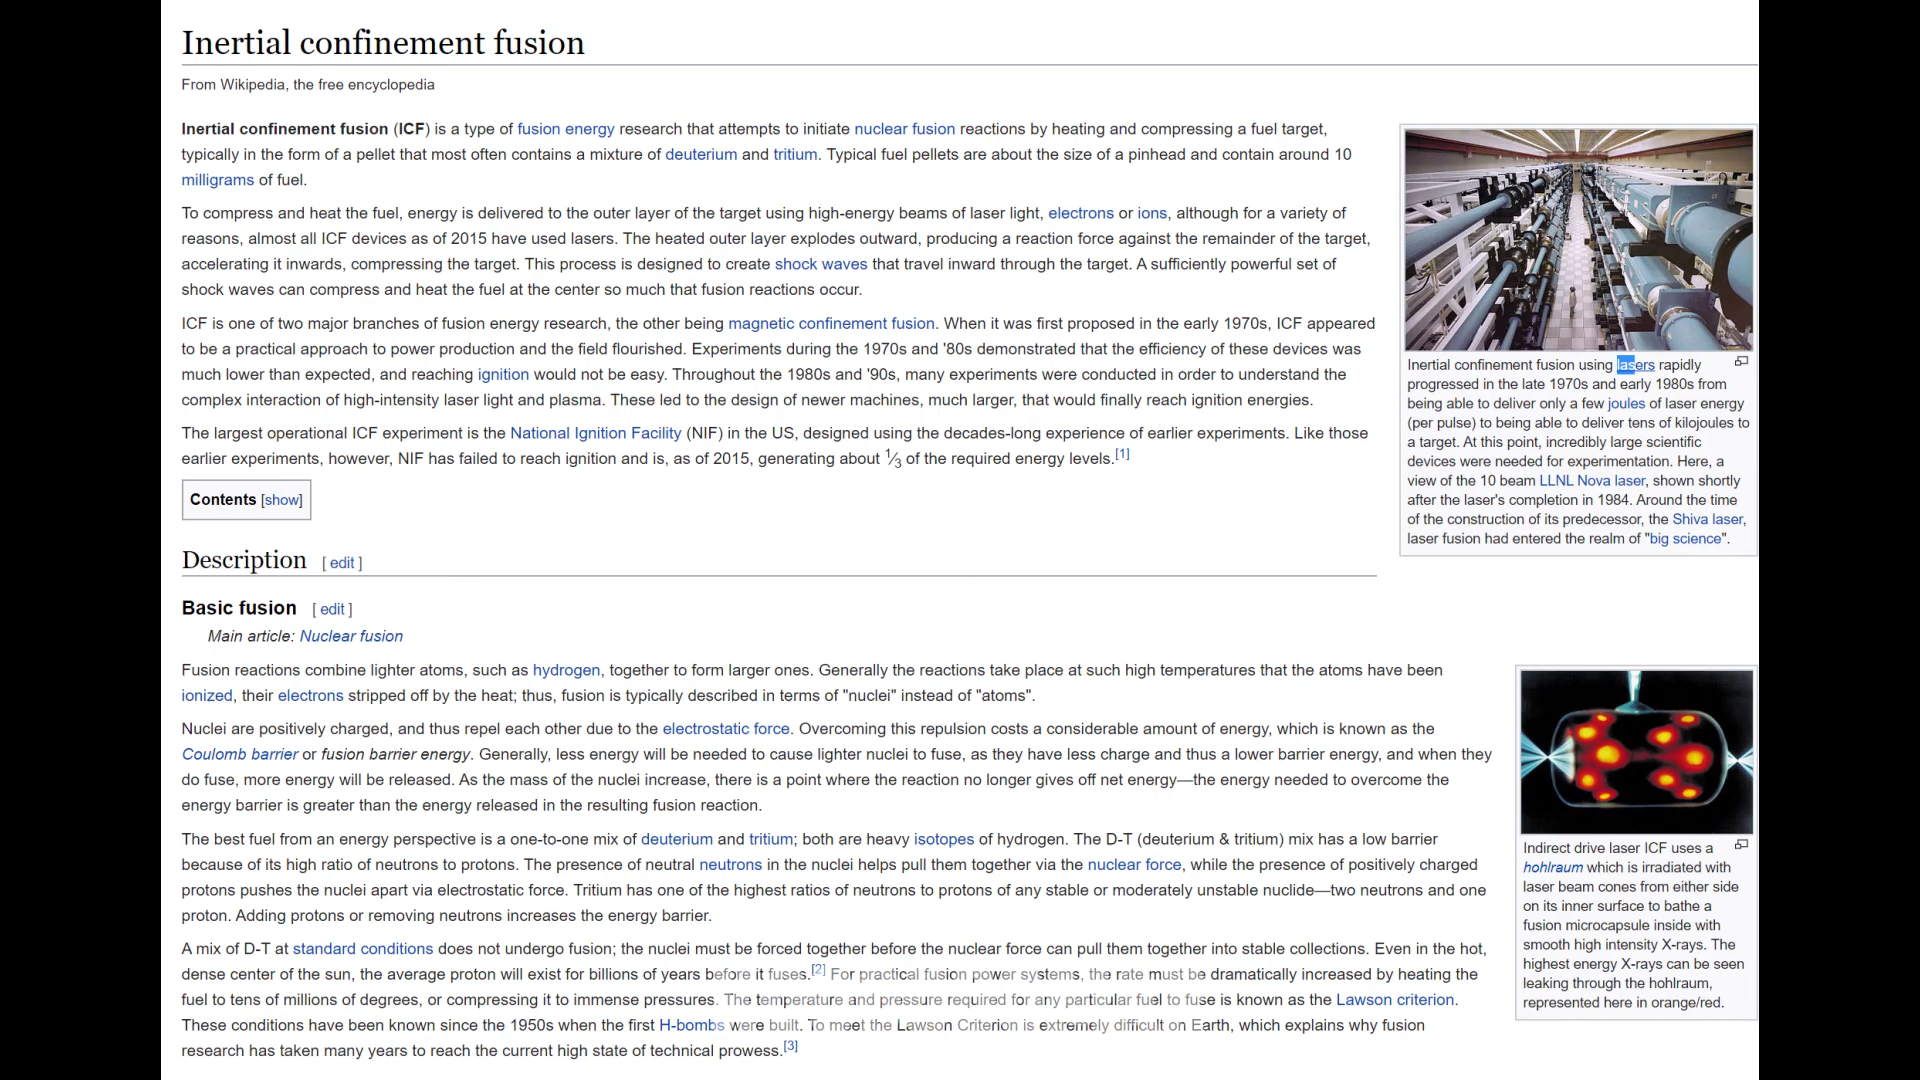 Inertial confinement fusion
From Wikipedia, the free encyclopedia
Inertial confinement fusion (ICF) is a type of fusion energy research that attempts to initiate nuclear fusion reactions by heating and compressing a fuel target,
typically in the form of a pellet that most often contains a mixture of deuterium and tritium. Typical fuel pellets are about the size of a pinhead and contain around 10
milligrams of fuel.
To compress and heat the fuel, energy is delivered to the outer layer of the target using high-energy beams of laser light, electrons or ions, although for a variety of
reasons, almost all ICF devices as of 2015 have used lasers. The heated outer layer explodes outward, producing a reaction force against the remainder of the target,
accelerating it inwards, compressing the target. This process is designed to create shock waves that travel inward through the target. A sufficiently powerful set of
shock waves can compress and heat the fuel at the center so much that fusion reactions occur.
ICF is one of two major branches of fusion energy research, the other being magnetic confinement fusion. When it was first proposed in the early 1970s, ICF appeared
to be a practical approach to power production and the field flourished. Experiments during the 1970s and '80s demonstrated that the efficiency of these devices was
much lower than expected, and reaching ignition would not be easy. Throughout the 1980s and '90s, many experiments were conducted in order to understand the
complex interaction of high-intensity laser light and plasma. These led to the design of newer machines, much larger, that would finally reach ignition energies.
The largest operational ICF experiment is the National Ignition Facility (NIF) in the US, designed using the decades-long experience of earlier experiments. Like those
earlier experiments, however, NIF has failed to reach ignition and is, as of 2015, generating about 1⁄3 of the required energy levels.[1]
Inertial confinement fusion using lasers rapidly
progressed in the late 1970s and early 1980s from
being able to deliver only a few joules of laser energy
(per pulse) to being able to deliver tens of kilojoules to
a target. At this point, incredibly large scientific
devices were needed for experimentation. Here, a
view of the 10 beam LLNL Nova laser, shown shortly
after the laser's completion in 1984. Around the time
of the construction of its predecessor, the Shiva laser,
laser fusion had entered the realm of "big science".
Contents [show]
Description [ edit ]
Basic fusion [ edit ]
Main article: Nuclear fusion
Fusion reactions combine lighter atoms, such as hydrogen, together to form larger ones. Generally the reactions take place at such high temperatures that the atoms have been
ionized, their electrons stripped off by the heat; thus, fusion is typically described in terms of "nuclei" instead of "atoms".
Nuclei are positively charged, and thus repel each other due to the electrostatic force. Overcoming this repulsion costs a considerable amount of energy, which is known as the
Coulomb barrier or fusion barrier energy. Generally, less energy will be needed to cause lighter nuclei to fuse, as they have less charge and thus a lower barrier energy, and when they
do fuse, more energy will be released. As the mass of the nuclei increase, there is a point where the reaction no longer gives off net energy—the energy needed to overcome the
energy barrier is greater than the energy released in the resulting fusion reaction.
The best fuel from an energy perspective is a one-to-one mix of deuterium and tritium; both are heavy isotopes of hydrogen. The D-T (deuterium & tritium) mix has a low barrier
because of its high ratio of neutrons to protons. The presence of neutral neutrons in the nuclei helps pull them together via the nuclear force, while the presence of positively charged
protons pushes the nuclei apart via electrostatic force. Tritium has one of the highest ratios of neutrons to protons of any stable or moderately unstable nuclide—two neutrons and one
proton. Adding protons or removing neutrons increases the energy barrier.
A mix of D-T at standard conditions does not undergo fusion; the nuclei must be forced together before the nuclear force can pull them together into stable collections. Even in the hot,
dense center of the sun, the average proton will exist for billions of years before it fuses.[2] For practical fusion power systems, the rate must be dramatically increased by heating the
fuel to tens of millions of degrees, or compressing it to immense pressures. The temperature and pressure required for any particular fuel to fuse is known as the Lawson criterion.
These conditions have been known since the 1950s when the first H-bombs were built. To meet the Lawson Criterion is extremely difficult on Earth, which explains why fusion
research has taken many years to reach the current high state of technical prowess.[3]
Indirect drive laser ICF uses a
hohlraum which is irradiated with
laser beam cones from either side
on its inner surface to bathe a
fusion microcapsule inside with
smooth high intensity X-rays. The
highest energy X-rays can be seen
leaking through the hohlraum,
represented here in orange/red.